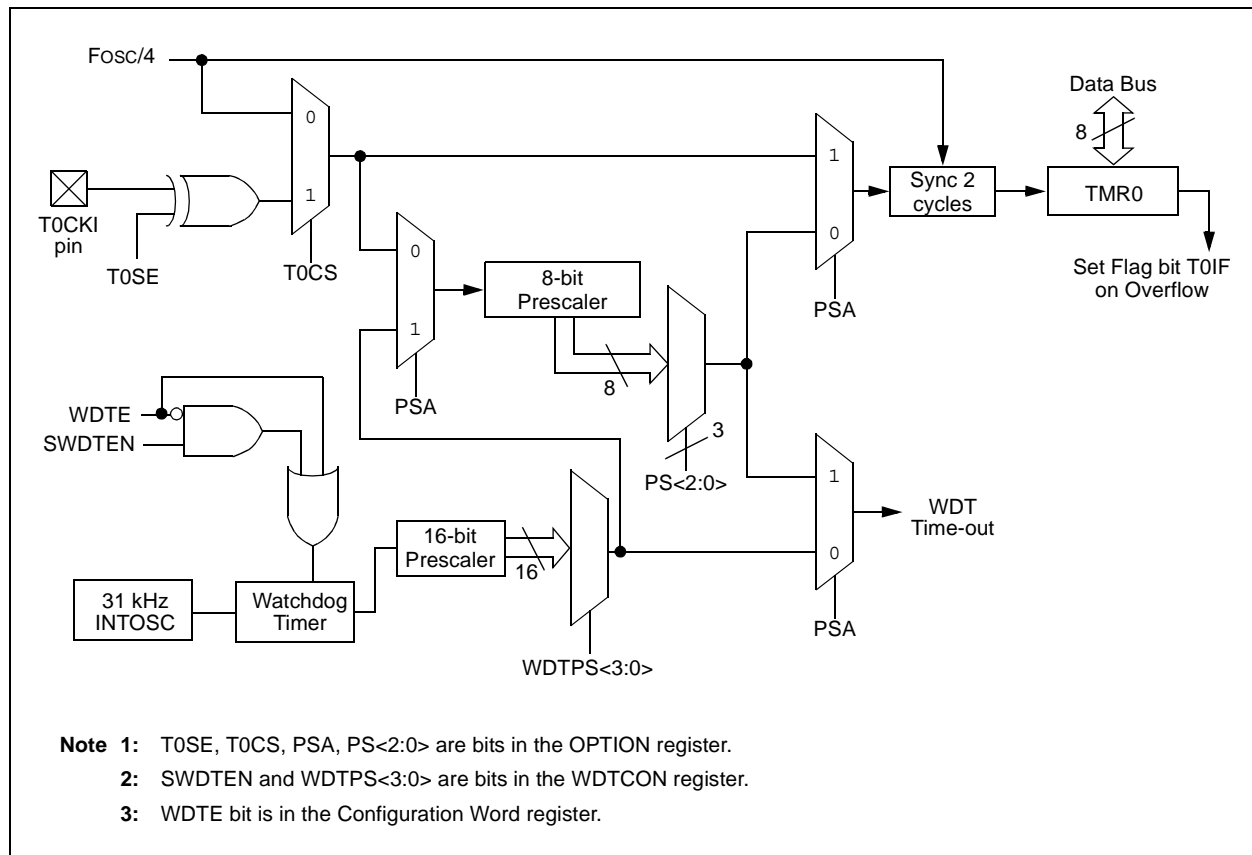 FOSC/4
Data Bus
8
0
1
T0CKI
pin
T0SE
T0CS
1
0
PSA
Sync 2
cycles
TMR0
Set Flag bit T0IF
on Overflow
0
1
PSA
8-bit
Prescaler
8
3
PS<2:0>
WDTE
SWDTEN
1
0
PSA
WDT
Time-out
16-bit
Prescaler
16
WDTPS<3:0>
31 kHz
INTOSC
Watchdog
Timer
Note 1: T0SE, T0CS, PSA, PS<2:0> are bits in the OPTION register.
2: SWDTEN and WDTPS<3:0> are bits in the WDTCON register.
3: WDTE bit is in the Configuration Word register.